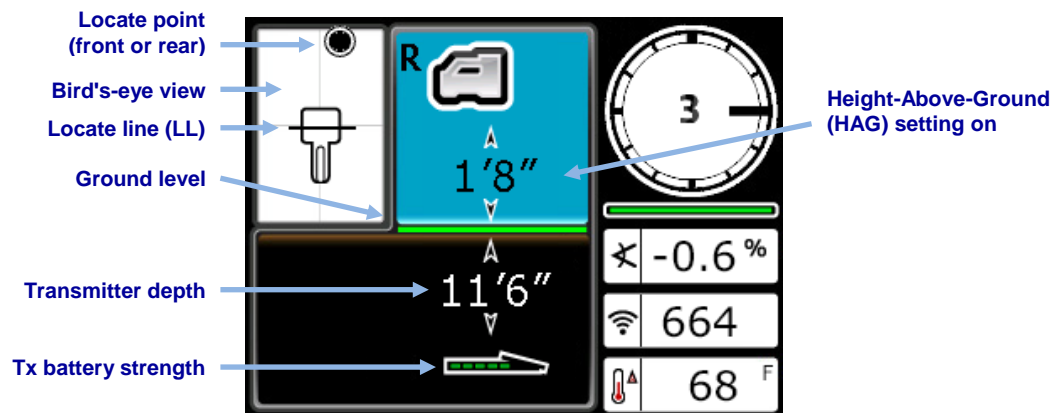 Locate point
(front or rear)
Bird's-eye view
Locate line (LL)
Ground level
Transmitter depth
Tx battery strength
R
1'8"
11'6"
3
-0.6 %
664
68 F
Height-Above-Ground
(HAG) setting on